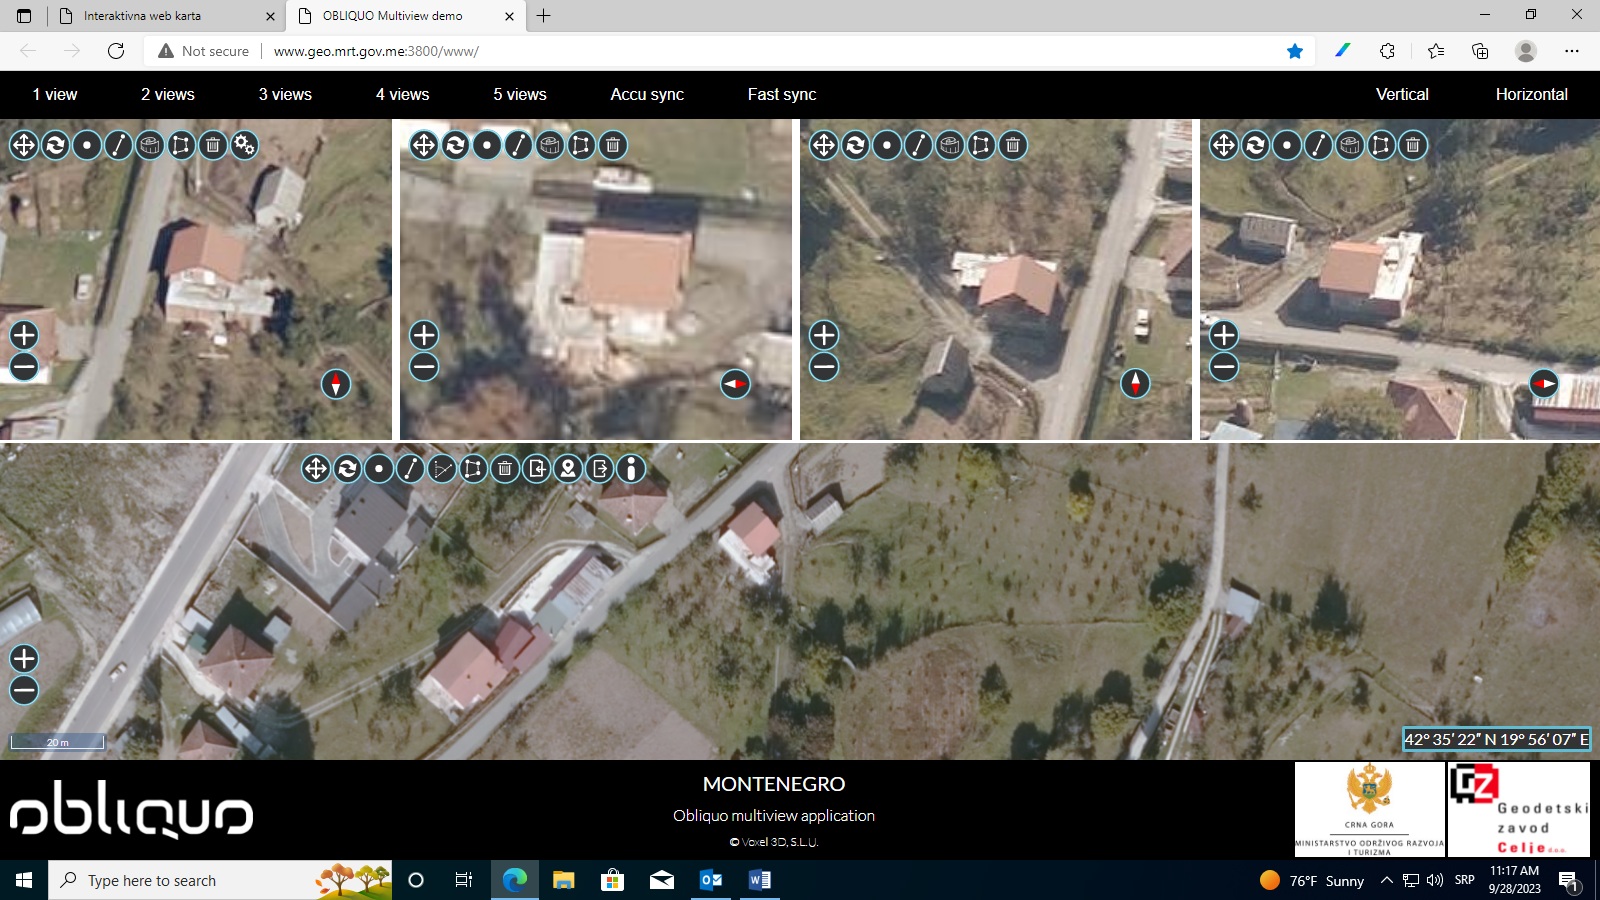 Interaktivna web karta
OBLIQUO Multiview demo
Not secure
www.geo.mrt.gov.me:3800/www/
1 view
2 views
3 views
4 views
5 views
Accu sync
Fast sync
Vertical
Horizontal
20 m
42° 35′ 22″ N 19° 56′ 07″ E
obliquo
MONTENEGRO
Obliquo multiview application
© Voxel 3D, S.L.U.
CRNA GORA
MINISTARSTVO ODRŽIVOG RAZVOJA
I TURIZMA
GZ
Geodetski
zavod
Celje d.o.o.
Type here to search
76°F Sunny
SRP
11:17 AM
9/28/2023
1